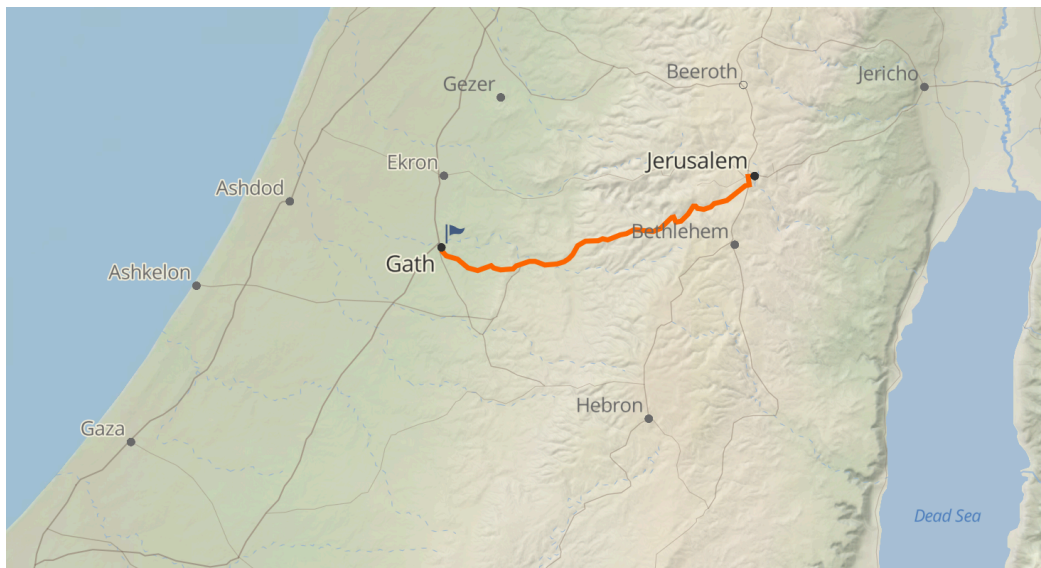 Beeroth
Jericho
Gezer
Jerusalem
Ekron
Ashdod
Bethlehem
Gath
Ashkelon
Hebron
Gaza
Dead Sea